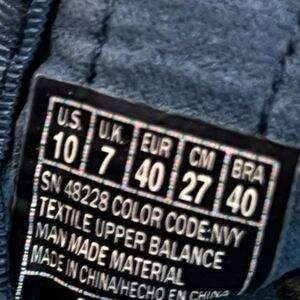 U.S. U.K. EUR CM BRA
10 7 40 27 40
SN 48228 COLOR CODE:NVY
TEXTILE UPPER BALANCE
MAN MADE MATERIAL
MADE IN CHINA/HECHO EN CHINA